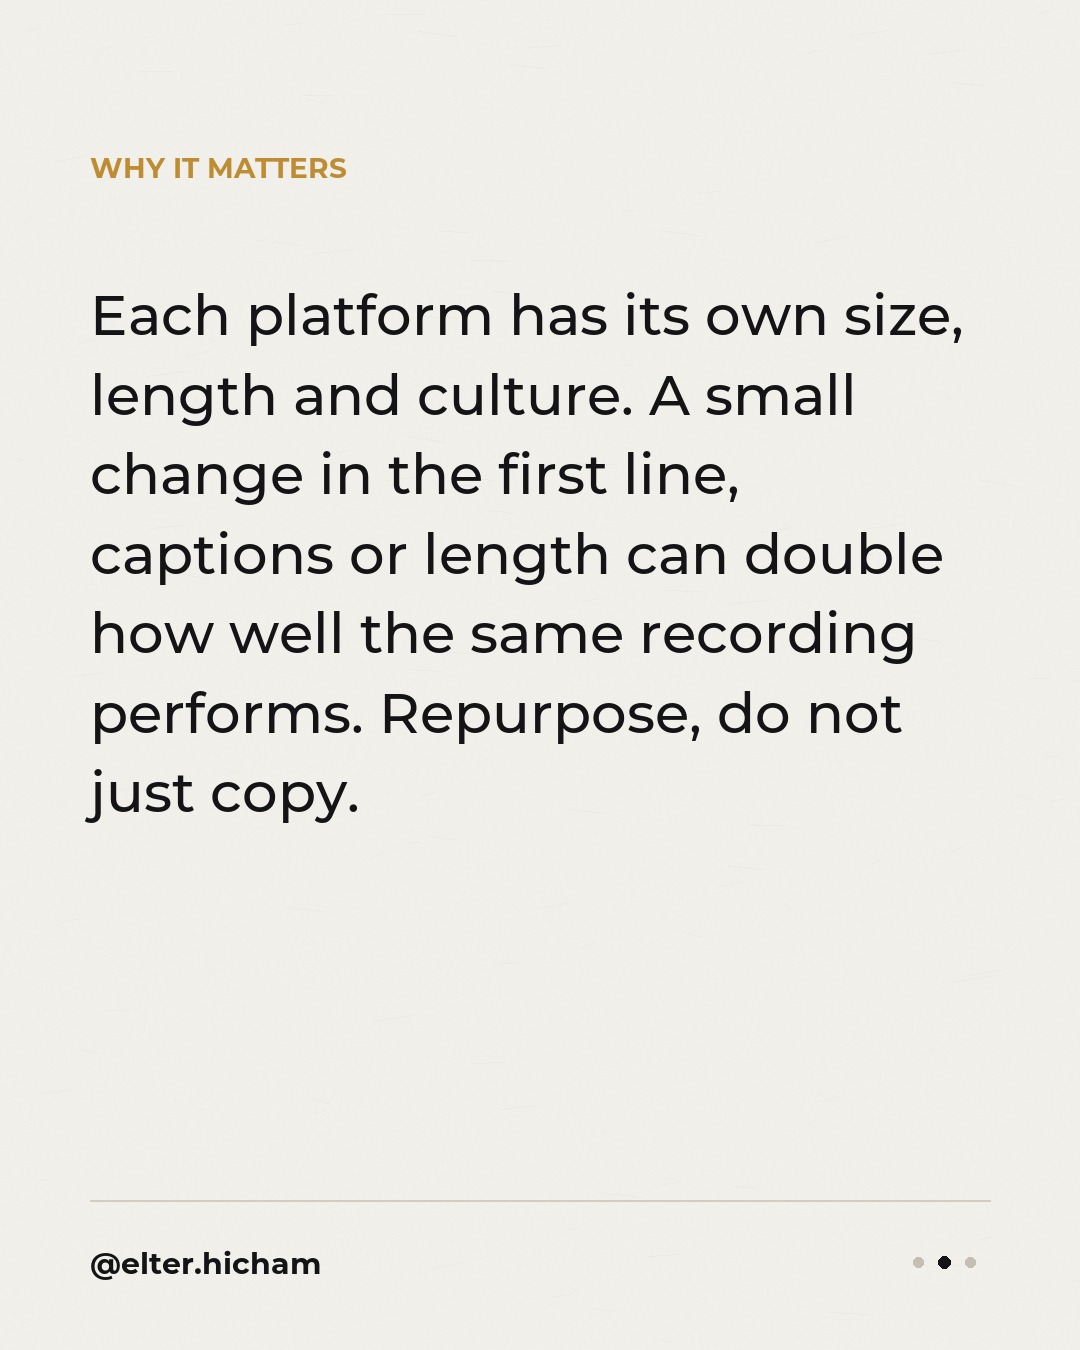 WHY IT MATTERS
Each platform has its own size,
length and culture. A small
change in the first line,
captions or length can double
how well the same recording
performs. Repurpose, do not
just copy.
@elter.hicham